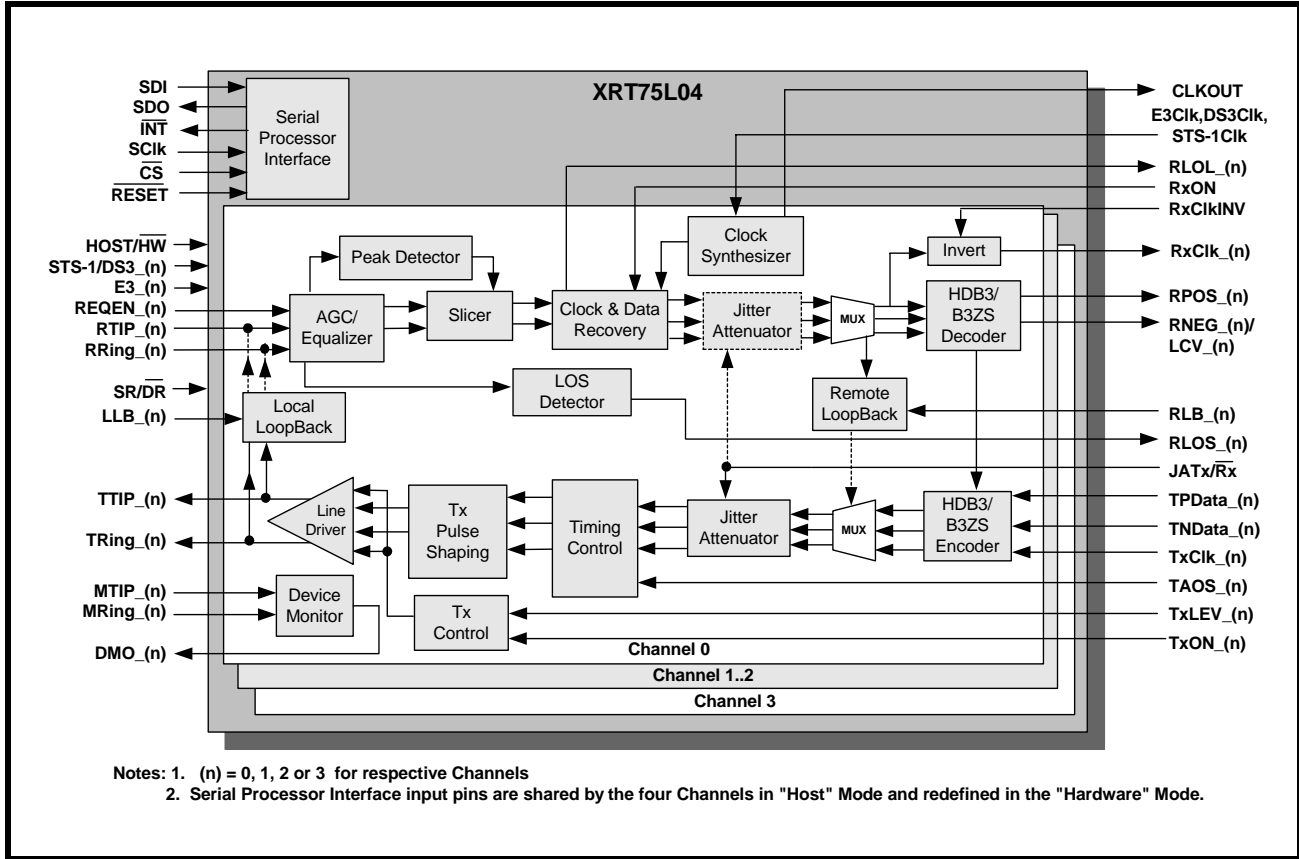 XRT75L04
SDI
SDO
INT
SClk
CS
RESET
Serial
Processor
Interface
CLKOUT
E3Clk,DS3Clk,
STS-1Clk
RLOL_(n)
RxON
RxClkINV
HOST/HW
STS-1/DS3_(n)
E3_(n)
REQEN_(n)
RTIP_(n)
RRing_(n)
SR/DR
LLB_(n)
Peak Detector
AGC/
Equalizer
Slicer
Clock & Data
Recovery
Clock
Synthesizer
Jitter
Attenuator
MUX
Invert
HDB3/
B3ZS
Decoder
RxClk_(n)
RPOS_(n)
RNEG_(n)/
LCV_(n)
LOS
Detector
Remote
LoopBack
Local
LoopBack
RLB_(n)
RLOS_(n)
JATx/Rx
TTIP_(n)
TRing_(n)
MTIP_(n)
MRing_(n)
DMO_(n)
Line
Driver
Tx
Pulse
Shaping
Timing
Control
Jitter
Attenuator
MUX
HDB3/
B3ZS
Encoder
TPData_(n)
TNData_(n)
TxClk_(n)
TAOS_(n)
TxLEV_(n)
TxON_(n)
Device
Monitor
Tx
Control
Channel 0
Channel 1..2
Channel 3
Notes: 1. (n) = 0, 1, 2 or 3 for respective Channels
2. Serial Processor Interface input pins are shared by the four Channels in "Host" Mode and redefined in the "Hardware" Mode.